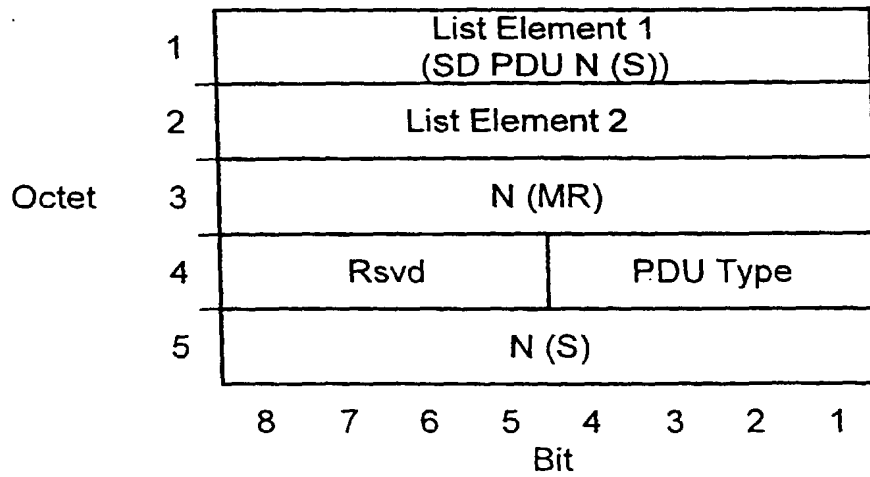 1 List Element 1
(SD PDU N (S))
2 List Element 2
Octet 3 N (MR)
4 Rsvd PDU Type
5 N (S)
8 7 6 5 4 3 2 1
Bit